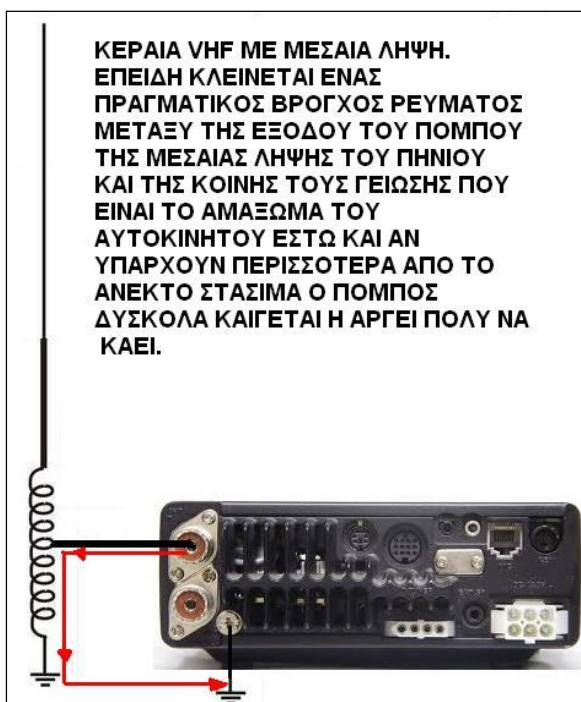 ΚΕΡΑΙΑ VHF ΜΕ ΜΕΣΑΙΑ ΛΗΨΗ.
ΕΠΕΙΔΗ ΚΛΕΙΝΕΤΑΙ ΕΝΑΣ
ΠΡΑΓΜΑΤΙΚΟΣ ΒΡΟΓΧΟΣ ΡΕΥΜΑΤΟΣ
ΜΕΤΑΞΥ ΤΗΣ ΕΞΟΔΟΥ ΤΟΥ ΠΟΜΠΟΥ
ΤΗΣ ΜΕΣΑΙΑΣ ΛΗΨΗΣ ΤΟΥ ΠΗΝΙΟΥ
ΚΑΙ ΤΗΣ ΚΟΙΝΗΣ ΤΟΥΣ ΓΕΙΩΣΗΣ ΠΟΥ
ΕΙΝΑΙ ΤΟ ΑΜΑΞΩΜΑ ΤΟΥ
ΑΥΤΟΚΙΝΗΤΟΥ ΕΣΤΩ ΚΑΙ ΑΝ
ΥΠΑΡΧΟΥΝ ΠΕΡΙΣΣΟΤΕΡΑ ΑΠΟ ΤΟ
ΑΝΕΚΤΟ ΣΤΑΣΙΜΑ Ο ΠΟΜΠΟΣ
ΔΥΣΚΟΛΑ ΚΑΙΓΕΤΑΙ Η ΑΡΓΕΙ ΠΟΛΥ ΝΑ
ΚΑΕΙ.